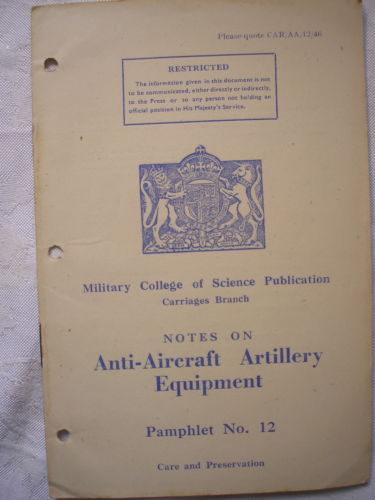 Please quote CAR/AA/12/46
RESTRICTED
The information given in this document is not
to be communicated, either directly or indirectly,
to the Press or to any person not holding an
official position in His Majesty's Service.
Military College of Science Publication
Carriages Branch
NOTES ON
Anti-Aircraft Artillery
Equipment
Pamphlet No. 12
Care and Preservation